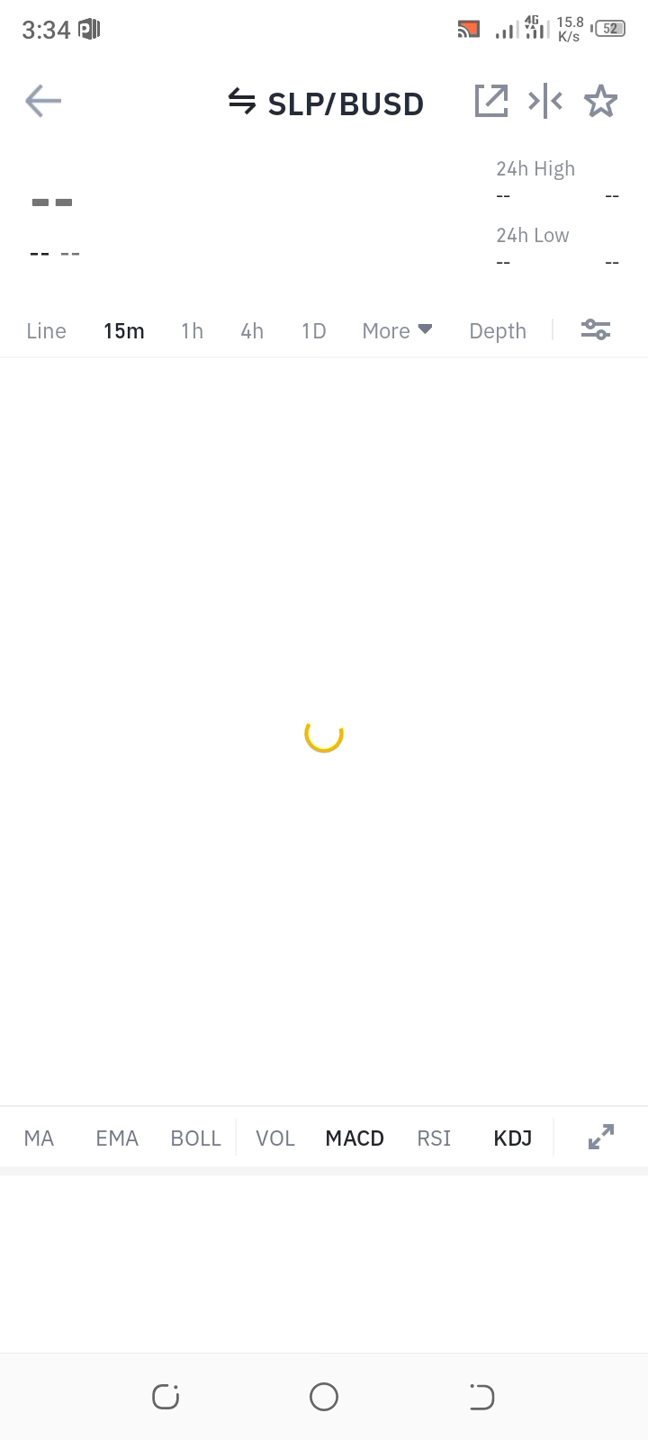 3:34 4G 15.8 K/s 52
SLP/BUSD
24h High
-- --
--
24h Low
-- --
-- --
Line 15m 1h 4h 1D More Depth
MA EMA BOLL VOL MACD RSI KDJ